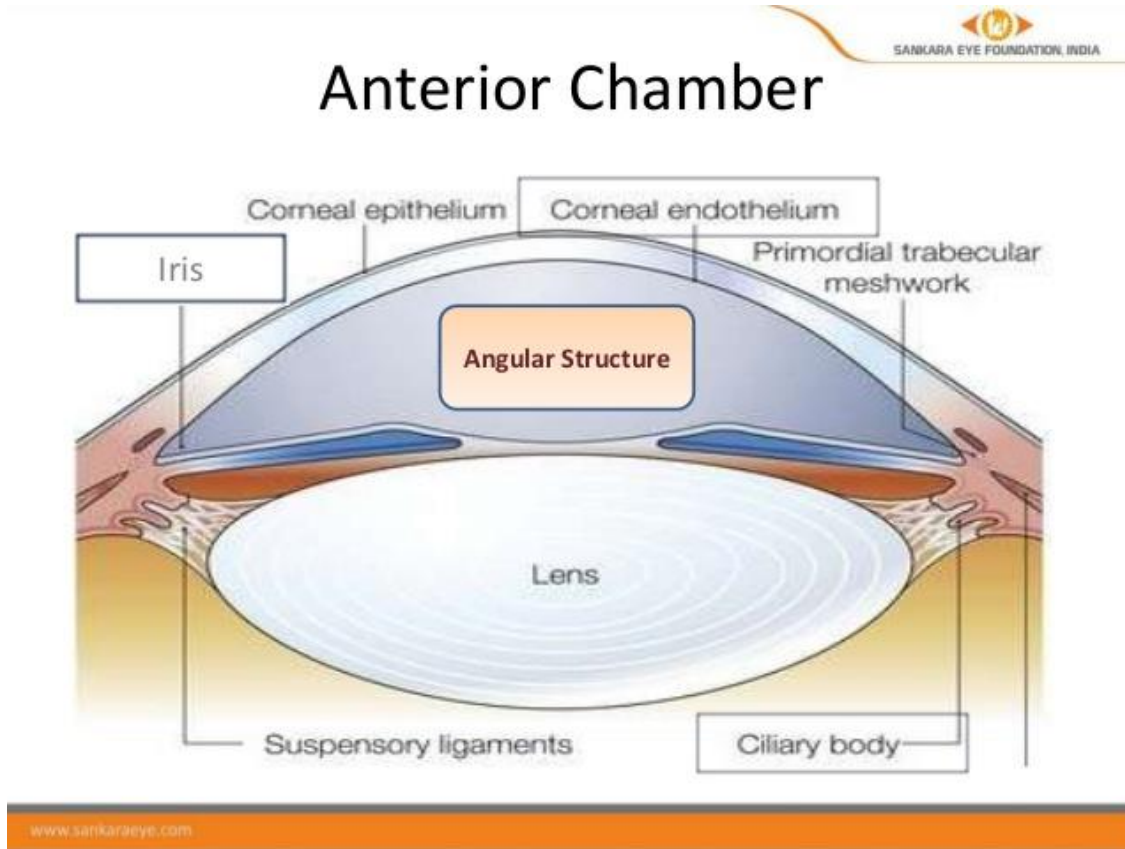 SANKARA EYE FOUNDATION, INDIA
Anterior Chamber
Corneal epithelium
Corneal endothelium
Iris
Primordial trabecular
meshwork
Angular Structure
Lens
Suspensory ligaments
Ciliary body
www.sankaraeye.com